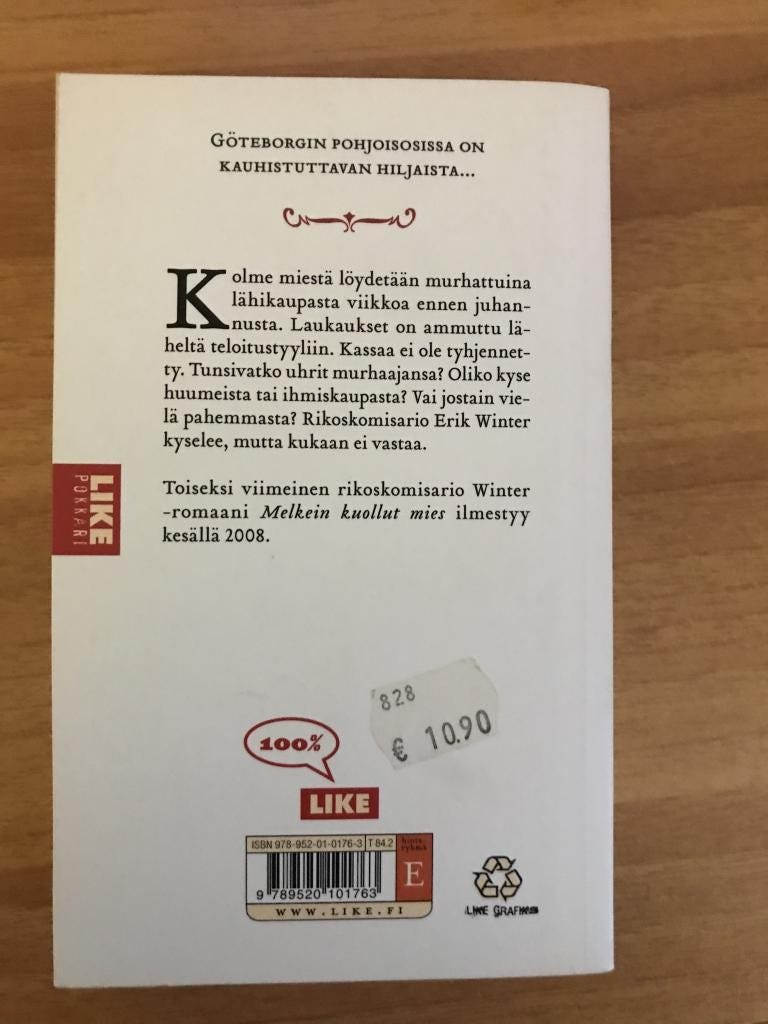 GÖTEBORGIN POHJOISOSISSA ON
KAUHISTUTTAVAN HILJAISTA...
Kolme miestä löydetään murhattuina
lähikaupasta viikkoa ennen juhan-
nusta. Laukaukset on ammuttu lä-
heltä teloitustyyliin. Kassaa ei ole tyhjennet-
ty. Tunsivatko uhrit murhaajansa? Oliko kyse
huumeista tai ihmiskaupasta? Vai jostain vie-
lä pahemmasta? Rikoskomisario Erik Winter
kyselee, mutta kukaan ei vastaa.
Toiseksi viimeinen rikoskomisario Winter
-romaani Melkein kuollut mies ilmestyy
kesällä 2008.
LIKE
POKKARI
828
€ 10.90
100%
LIKE
ISBN 978-952-01-0176-3 T 84.2
hinta-
ryhmä
E
9 789520 101763
WWW.LIKE.FI
LIKE GRAFIKS